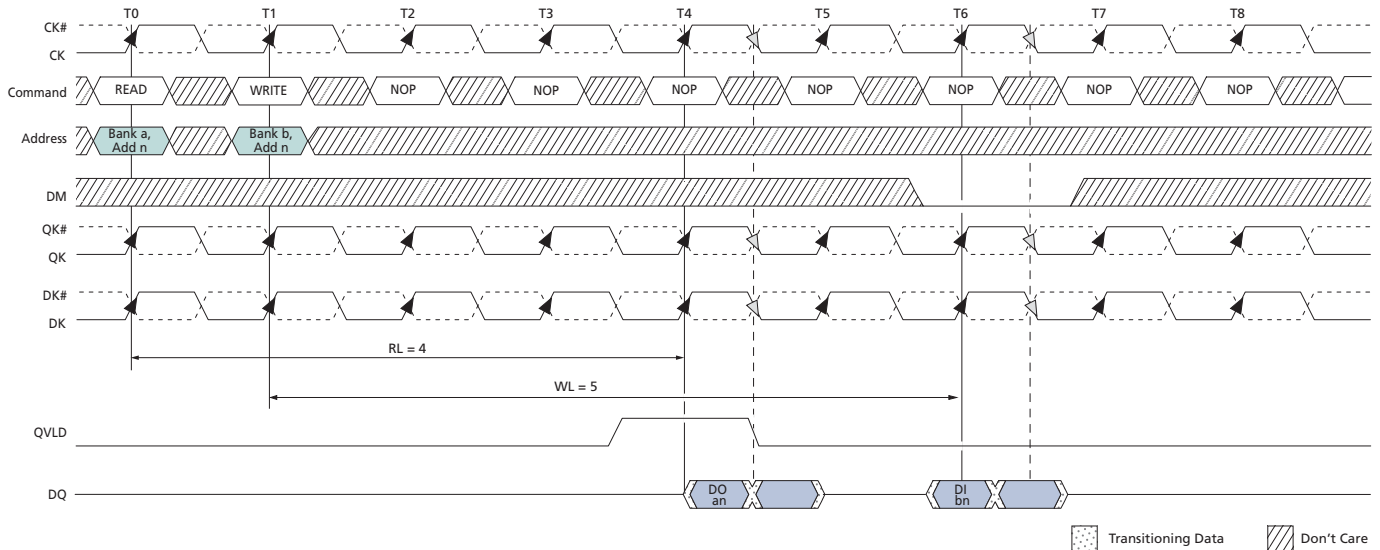 T0 T1 T2 T3 T4 T5 T6 T7 T8
CK#
CK
Command READ WRITE NOP NOP NOP NOP NOP NOP NOP
Address Bank a, Add n Bank b, Add n
DM
QK#
QK
DK#
DK
RL = 4
WL = 5
QVLD
DQ DO an DI bn
Transitioning Data Don't Care